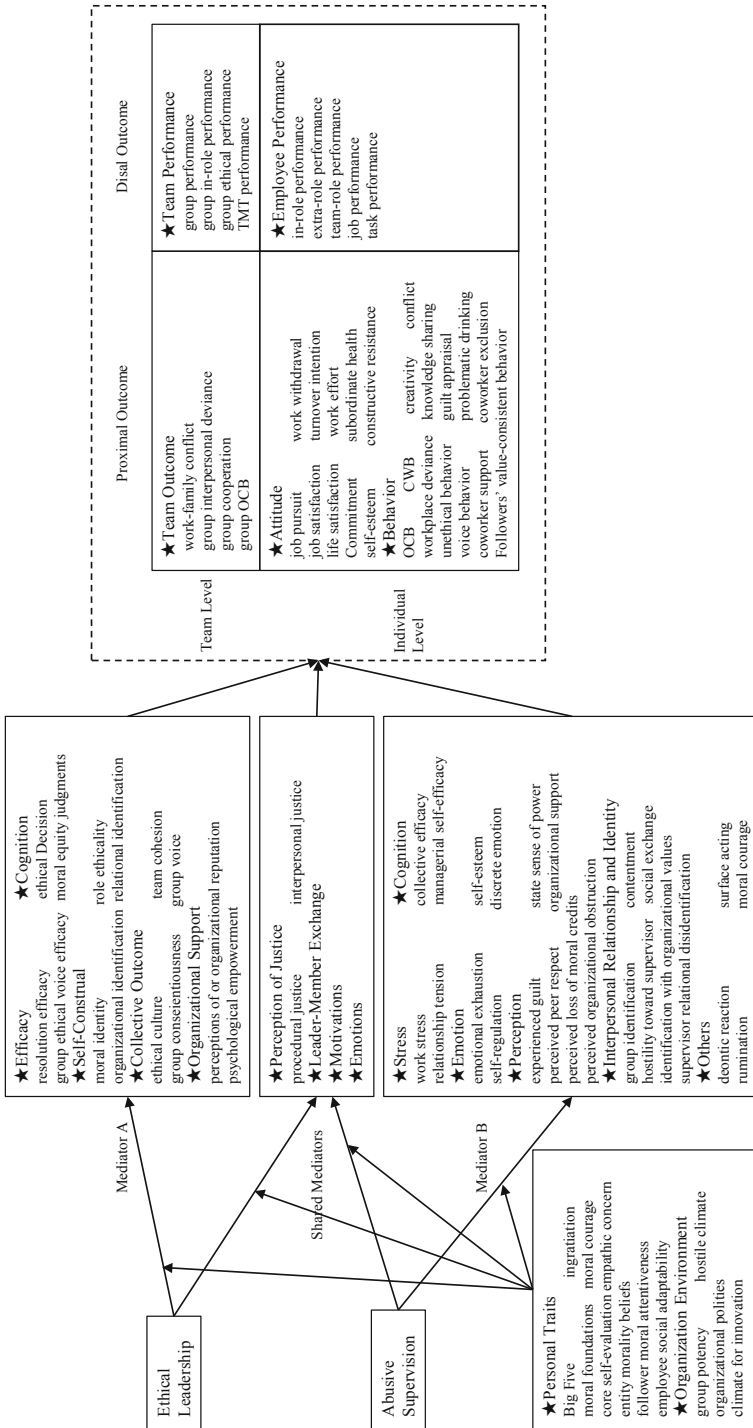 Ethical
Leadership
Abusive
Supervision
★Personal Traits
Big Five ingratiation
moral foundations moral courage
core self-evaluation empathic concern
entity morality beliefs
follower moral attentiveness
employee social adaptability
★Organization Environment
group potency hostile climate
organizational polities
climate for innovation
Mediator A
Shared Mediators
Mediator B
★Efficacy ★Cognition
resolution efficacy ethical Decision
group ethical voice efficacy moral equity judgments
★Self-Construal
moral identity role ethicality
organizational identification relational identification
★Collective Outcome
ethical culture team cohesion
group conscientiousness group voice
★Organizational Support
perceptions of or organizational reputation
psychological empowerment
★Perception of Justice
procedural justice interpersonal justice
★Leader-Member Exchange
★Motivations
★Emotions
★Stress ★Cognition
work stress collective efficacy
relationship tension managerial self-efficacy
★Emotion
emotional exhaustion self-esteem
self-regulation discrete emotion
★Perception
experienced guilt state sense of power
perceived peer respect organizational support
perceived loss of moral credits
perceived organizational obstruction
★Interpersonal Relationship and Identity
group identification contentment
hostility toward supervisor social exchange
identification with organizational values
supervisor relational disidentification
★Others
deontic reaction surface acting
rumination moral courage
Proximal Outcome
Disal Outcome
Team Level
★Team Outcome
work-family conflict
group interpersonal deviance
group cooperation
group OCB
★Team Performance
group performance
group in-role performance
group ethical performance
TMT performance
Individual
Level
★Attitude
job pursuit work withdrawal
job satisfaction turnover intention
life satisfaction work effort
Commitment subordinate health
self-esteem constructive resistance
★Behavior
OCB CWB creativity conflict
workplace deviance knowledge sharing
unethical behavior guilt appraisal
voice behavior problematic drinking
coworker support coworker exclusion
Followers' value-consistent behavior
★Employee Performance
in-role performance
extra-role performance
team-role performance
job performance
task performance